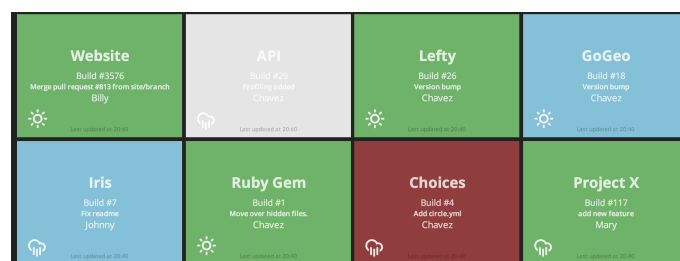 Website
Build #3576
Merge pull request #813 from site/branch
Billy
Last updated at 20:40
API
Build #29
Profiling added
Chavez
Last updated at 20:40
Lefty
Build #26
Version bump
Chavez
Last updated at 20:40
GoGeo
Build #18
Version bump
Chavez
Last updated at 20:40
Iris
Build #7
Fix readme
Johnny
Last updated at 20:40
Ruby Gem
Build #1
Move over hidden files.
Chavez
Last updated at 20:40
Choices
Build #4
Add circle.yml
Chavez
Last updated at 20:40
Project X
Build #117
add new feature
Mary
Last updated at 20:40